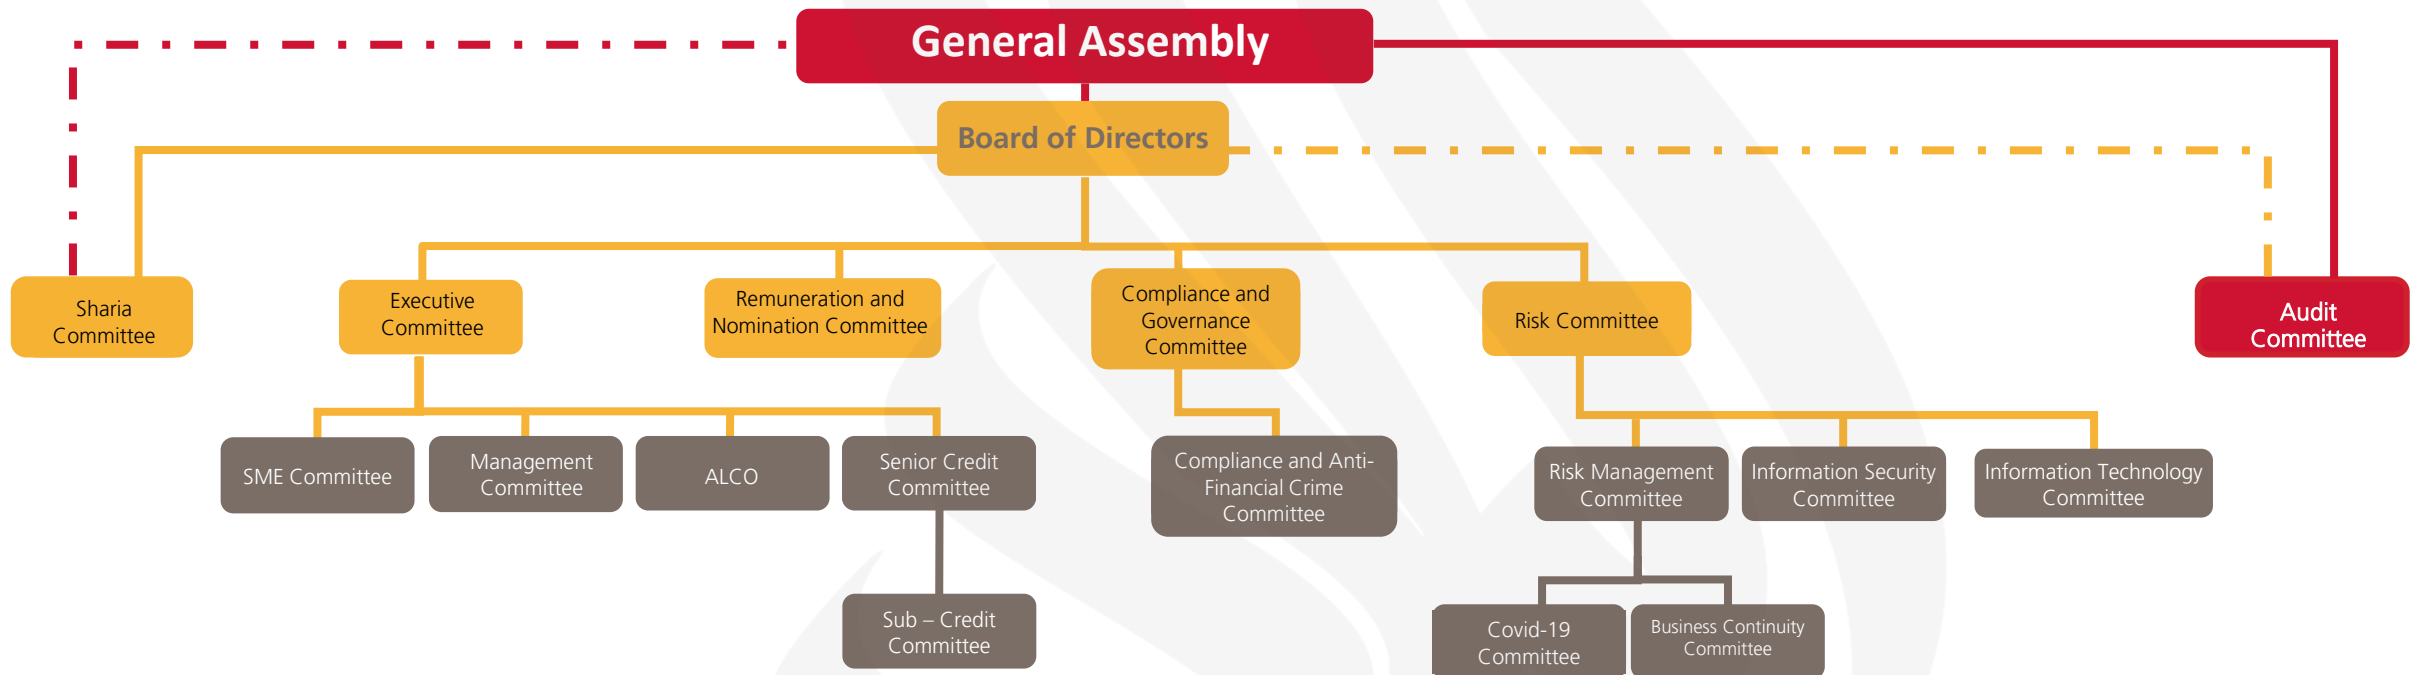 General Assembly
Board of Directors
Sharia
Committee
Executive
Committee
Remuneration and
Nomination Committee
Compliance and
Governance
Committee
Risk Committee
Audit
Committee
SME Committee
Management
Committee
ALCO
Senior Credit
Committee
Compliance and Anti-
Financial Crime
Committee
Risk Management
Committee
Information Security
Committee
Information Technology
Committee
Sub – Credit
Committee
Covid-19
Committee
Business Continuity
Committee